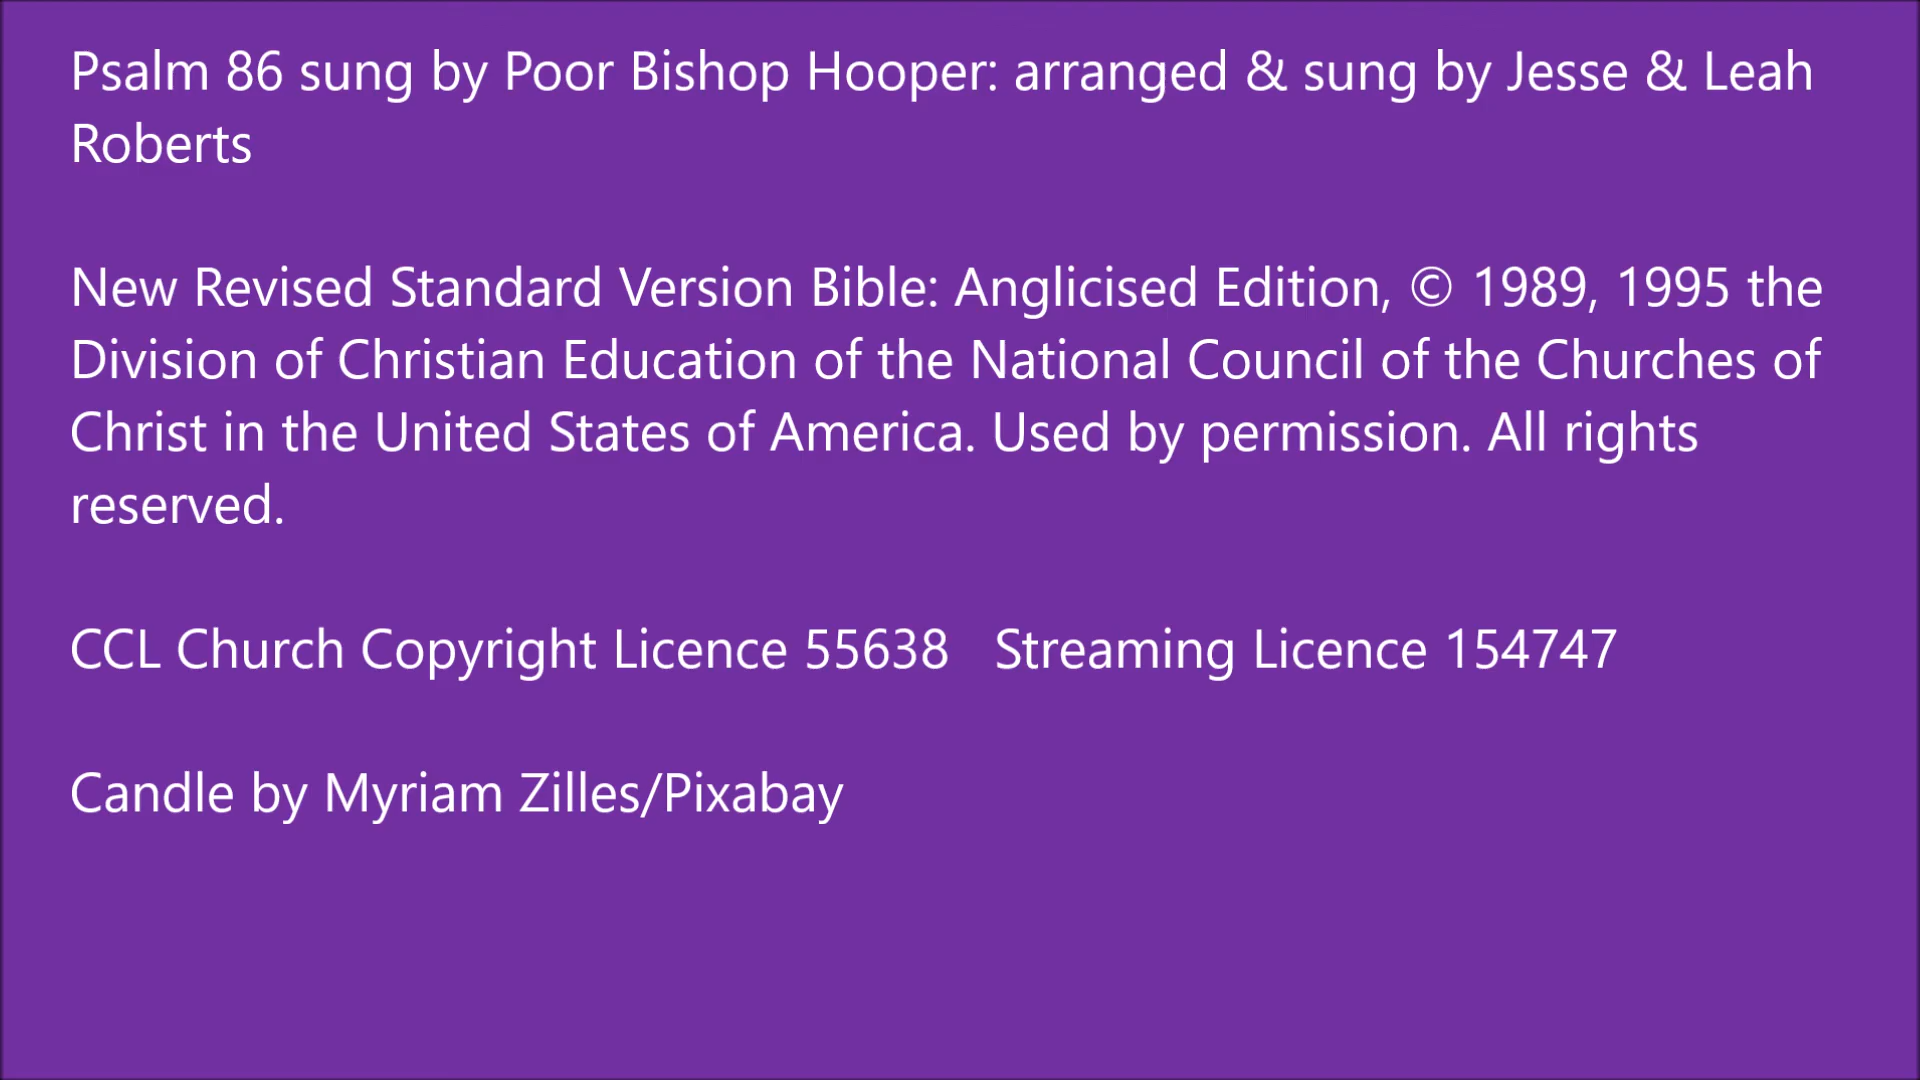 Psalm 86 sung by Poor Bishop Hooper: arranged & sung by Jesse & Leah
Roberts
New Revised Standard Version Bible: Anglicised Edition, © 1989, 1995 the
Division of Christian Education of the National Council of the Churches of
Christ in the United States of America. Used by permission. All rights
reserved.
CCL Church Copyright Licence 55638   Streaming Licence 154747
Candle by Myriam Zilles/Pixabay